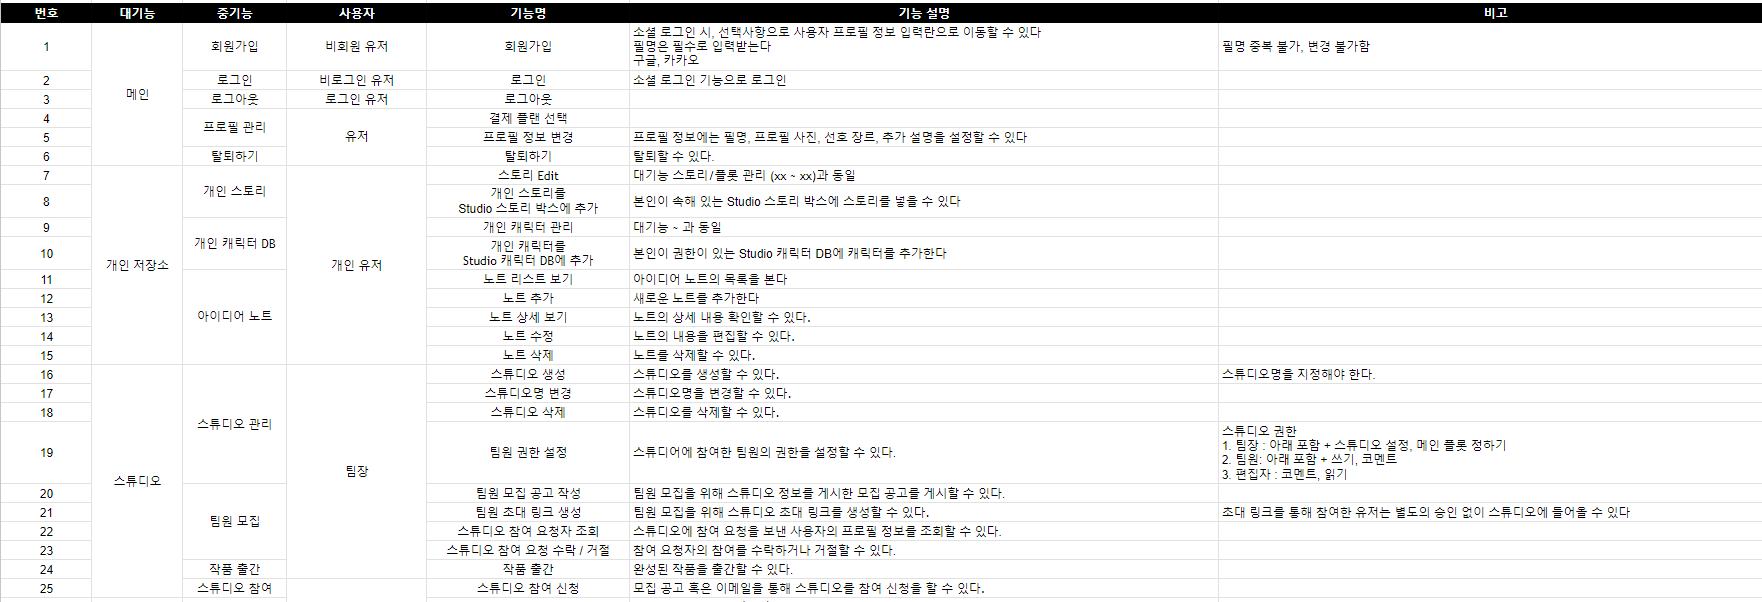 번호 대기능 중기능 사용자 기능명 기능 설명 비고
1 메인 회원가입 비회원 유저 회원가입 소셜 로그인 시, 선택사항으로 사용자 프로필 정보 입력란으로 이동할 수 있다
필명은 필수로 입력받는다
구글, 카카오
필명 중복 불가, 변경 불가함
2 로그인 비로그인 유저 로그인 소셜 로그인 기능으로 로그인
3 로그아웃 로그인 유저 로그아웃
4 프로필 관리 유저 결제 플랜 선택
5 프로필 정보 변경 프로필 정보에는 필명, 프로필 사진, 선호 장르, 추가 설명을 설정할 수 있다
6 탈퇴하기 탈퇴하기 탈퇴할 수 있다.
7 개인 저장소 개인 스토리 개인 유저 스토리 Edit 대기능 스토리/플롯 관리 (xx ~ xx)과 동일
8 개인 스토리를
Studio 스토리 박스에 추가 본인이 속해 있는 Studio 스토리 박스에 스토리를 넣을 수 있다
9 개인 캐릭터 DB 개인 캐릭터 관리 대기능 ~ 과 동일
10 개인 캐릭터를
Studio 캐릭터 DB에 추가 본인이 권한이 있는 Studio 캐릭터 DB에 캐릭터를 추가한다
11 아이디어 노트 노트 리스트 보기 아이디어 노트의 목록을 본다
12 노트 추가 새로운 노트를 추가한다
13 노트 상세 보기 노트의 상세 내용 확인할 수 있다.
14 노트 수정 노트의 내용을 편집할 수 있다.
15 노트 삭제 노트를 삭제할 수 있다.
16 스튜디오 스튜디오 관리 팀장 스튜디오 생성 스튜디오를 생성할 수 있다. 스튜디오명을 지정해야 한다.
17 스튜디오명 변경 스튜디오명을 변경할 수 있다.
18 스튜디오 삭제 스튜디오를 삭제할 수 있다.
19 팀원 권한 설정 스튜디어에 참여한 팀원의 권한을 설정할 수 있다.
스튜디오 권한
1. 팀장 : 아래 포함 + 스튜디오 설정, 메인 플롯 정하기
2. 팀원: 아래 포함 + 쓰기, 코멘트
3. 편집자 : 코멘트, 읽기
20 팀원 모집 팀원 모집 공고 작성 팀원 모집을 위해 스튜디오 정보를 게시한 모집 공고를 게시할 수 있다.
21 팀원 초대 링크 생성 팀원 모집을 위해 스튜디오 초대 링크를 생성할 수 있다. 초대 링크를 통해 참여한 유저는 별도의 승인 없이 스튜디오에 들어올 수 있다
22 스튜디오 참여 요청자 조회 스튜디오에 참여 요청을 보낸 사용자의 프로필 정보를 조회할 수 있다.
23 스튜디오 참여 요청 수락 / 거절 참여 요청자의 참여를 수락하거나 거절할 수 있다.
24 작품 출간 작품 출간 완성된 작품을 출간할 수 있다.
25 스튜디오 참여 스튜디오 참여 신청 모집 공고 혹은 이메일을 통해 스튜디오를 참여 신청을 할 수 있다.